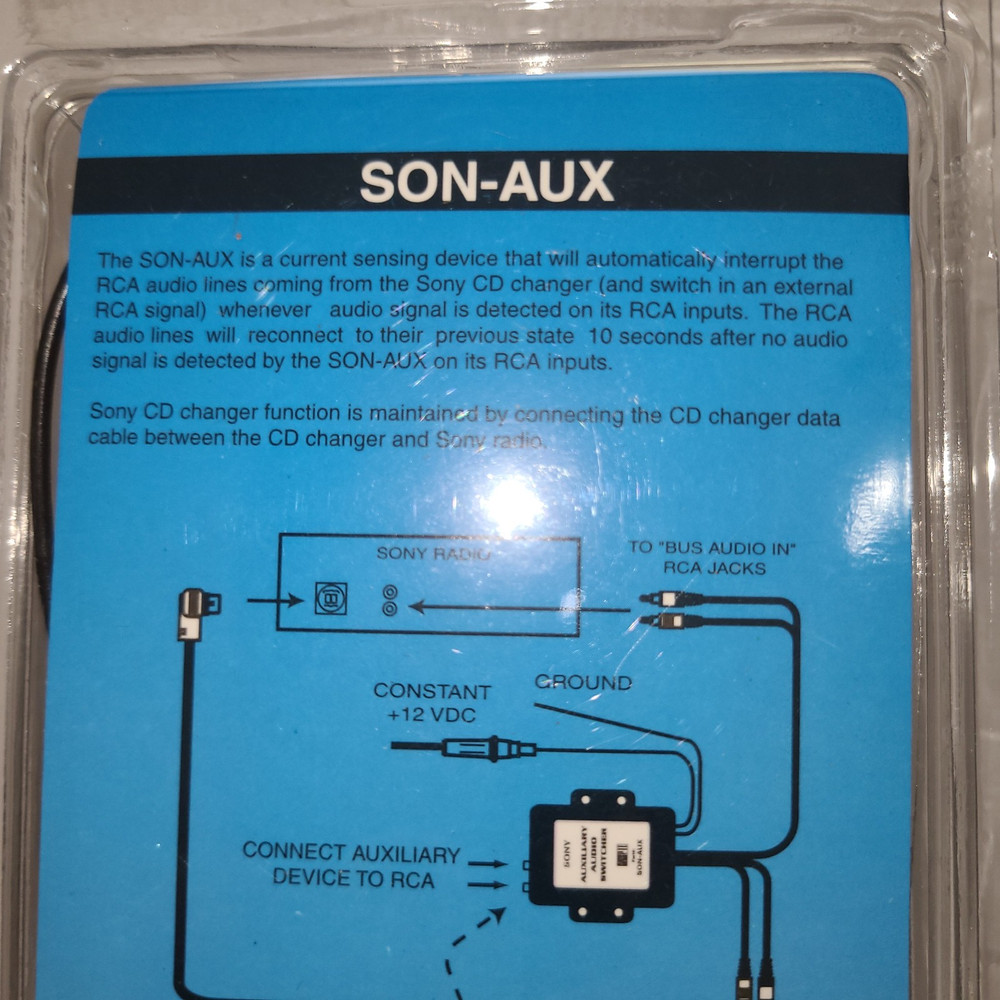 SON-AUX
The SON-AUX is a current sensing device that will automatically interrupt the
RCA audio lines coming from the Sony CD changer (and switch in an external
RCA signal) whenever audio signal is detected on its RCA inputs. The RCA
audio lines will reconnect to their previous state 10 seconds after no audio
signal is detected by the SON-AUX on its RCA inputs.
Sony CD changer function is maintained by connecting the CD changer data
cable between the CD changer and Sony radio.
SONY RADIO
TO "BUS AUDIO IN"
RCA JACKS
GROUND
CONSTANT
+12 VDC
CONNECT AUXILIARY
DEVICE TO RCA
SONY
AUXILIARY
AUDIO
SWITCHER
SON-AUX